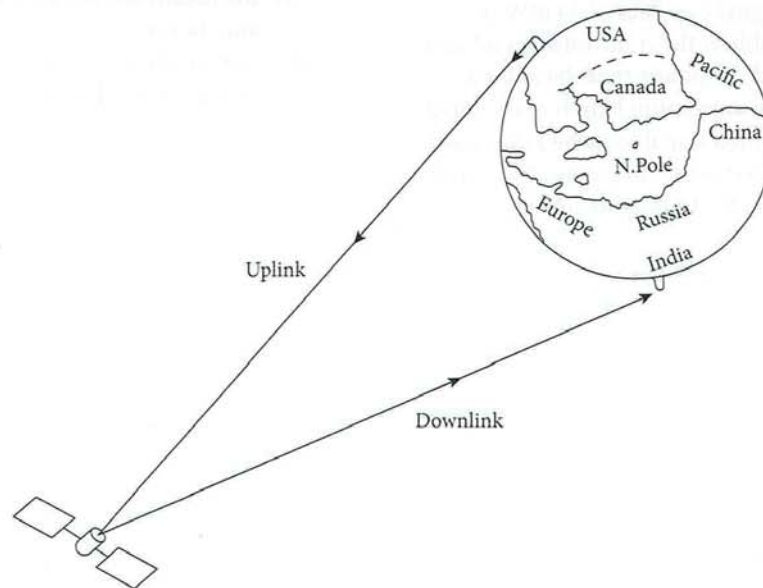 USA
Pacific
Canada
China
N.Pole
Europe
Russia
India
Uplink
Downlink